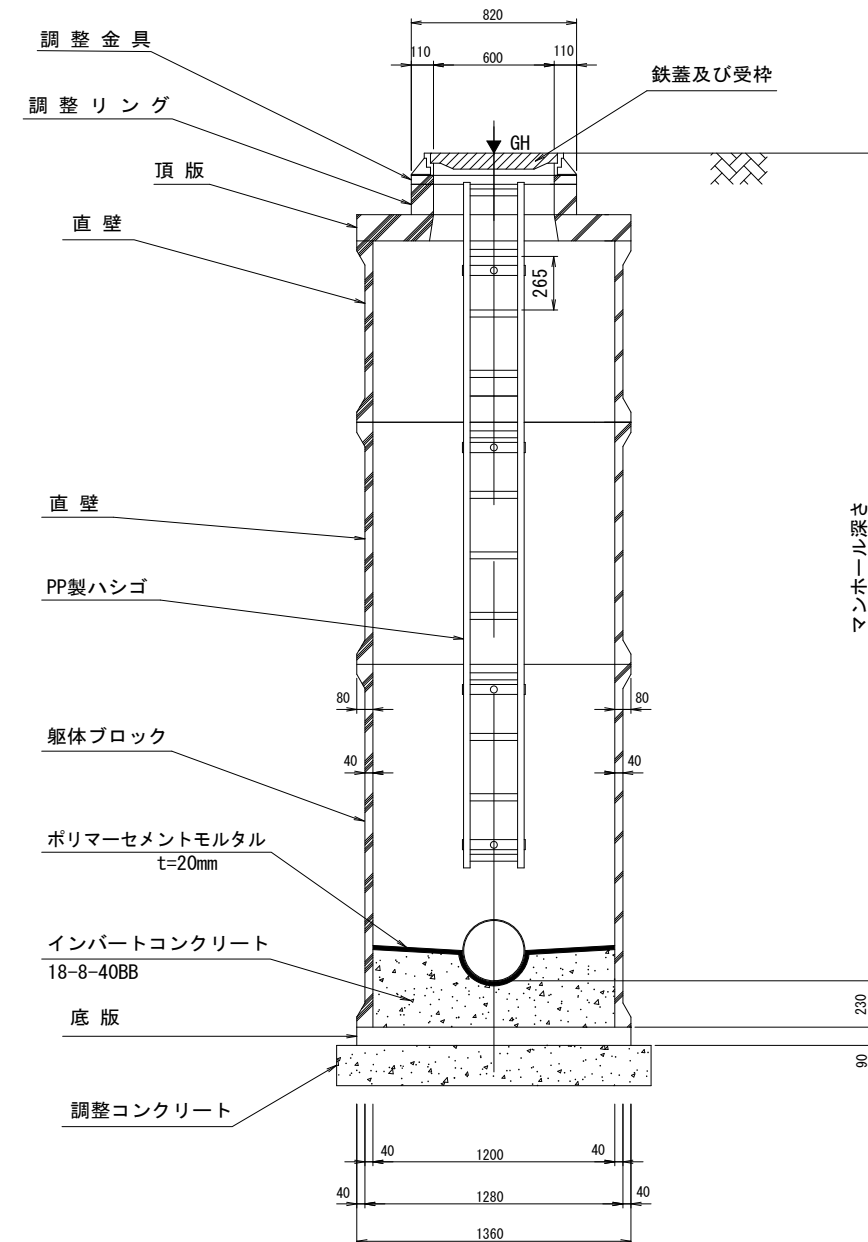 820
調整金具
110
600
110
鉄蓋及び受枠
調整リング
GH
頂版
直壁
265
直壁
マンホール深さ
PP製ハシゴ
80
80
躯体ブロック
40
40
ポリマーセメントモルタル
t=20mm
インバートコンクリート
18-8-40BB
230
底版
90
調整コンクリート
40
1200
40
40
1280
40
1360